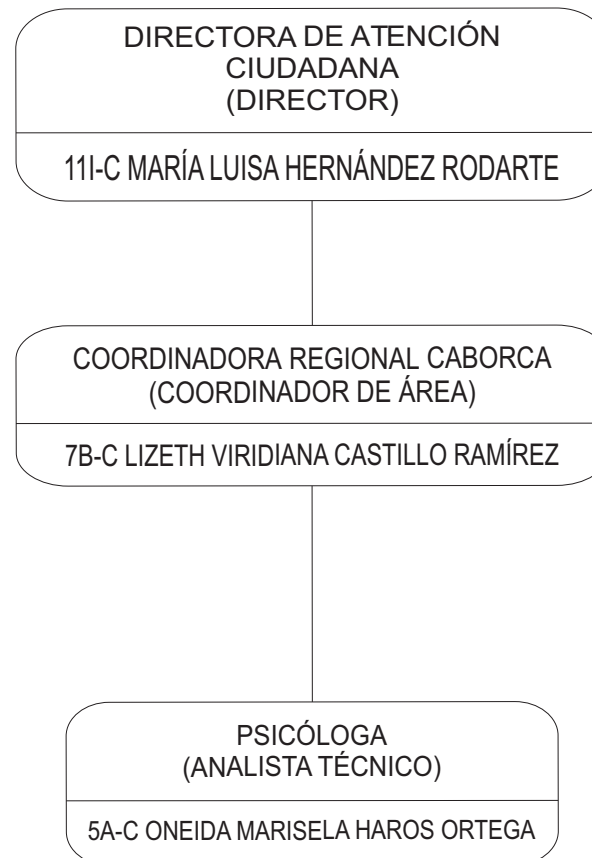 DIRECTORA DE ATENCIÓN
CIUDADANA
(DIRECTOR)
11I-C MARÍA LUISA HERNÁNDEZ RODARTE
COORDINADORA REGIONAL CABORCA
(COORDINADOR DE ÁREA)
7B-C LIZETH VIRIDIANA CASTILLO RAMÍREZ
PSICÓLOGA
(ANALISTA TÉCNICO)
5A-C ONEIDA MARISELA HAROS ORTEGA